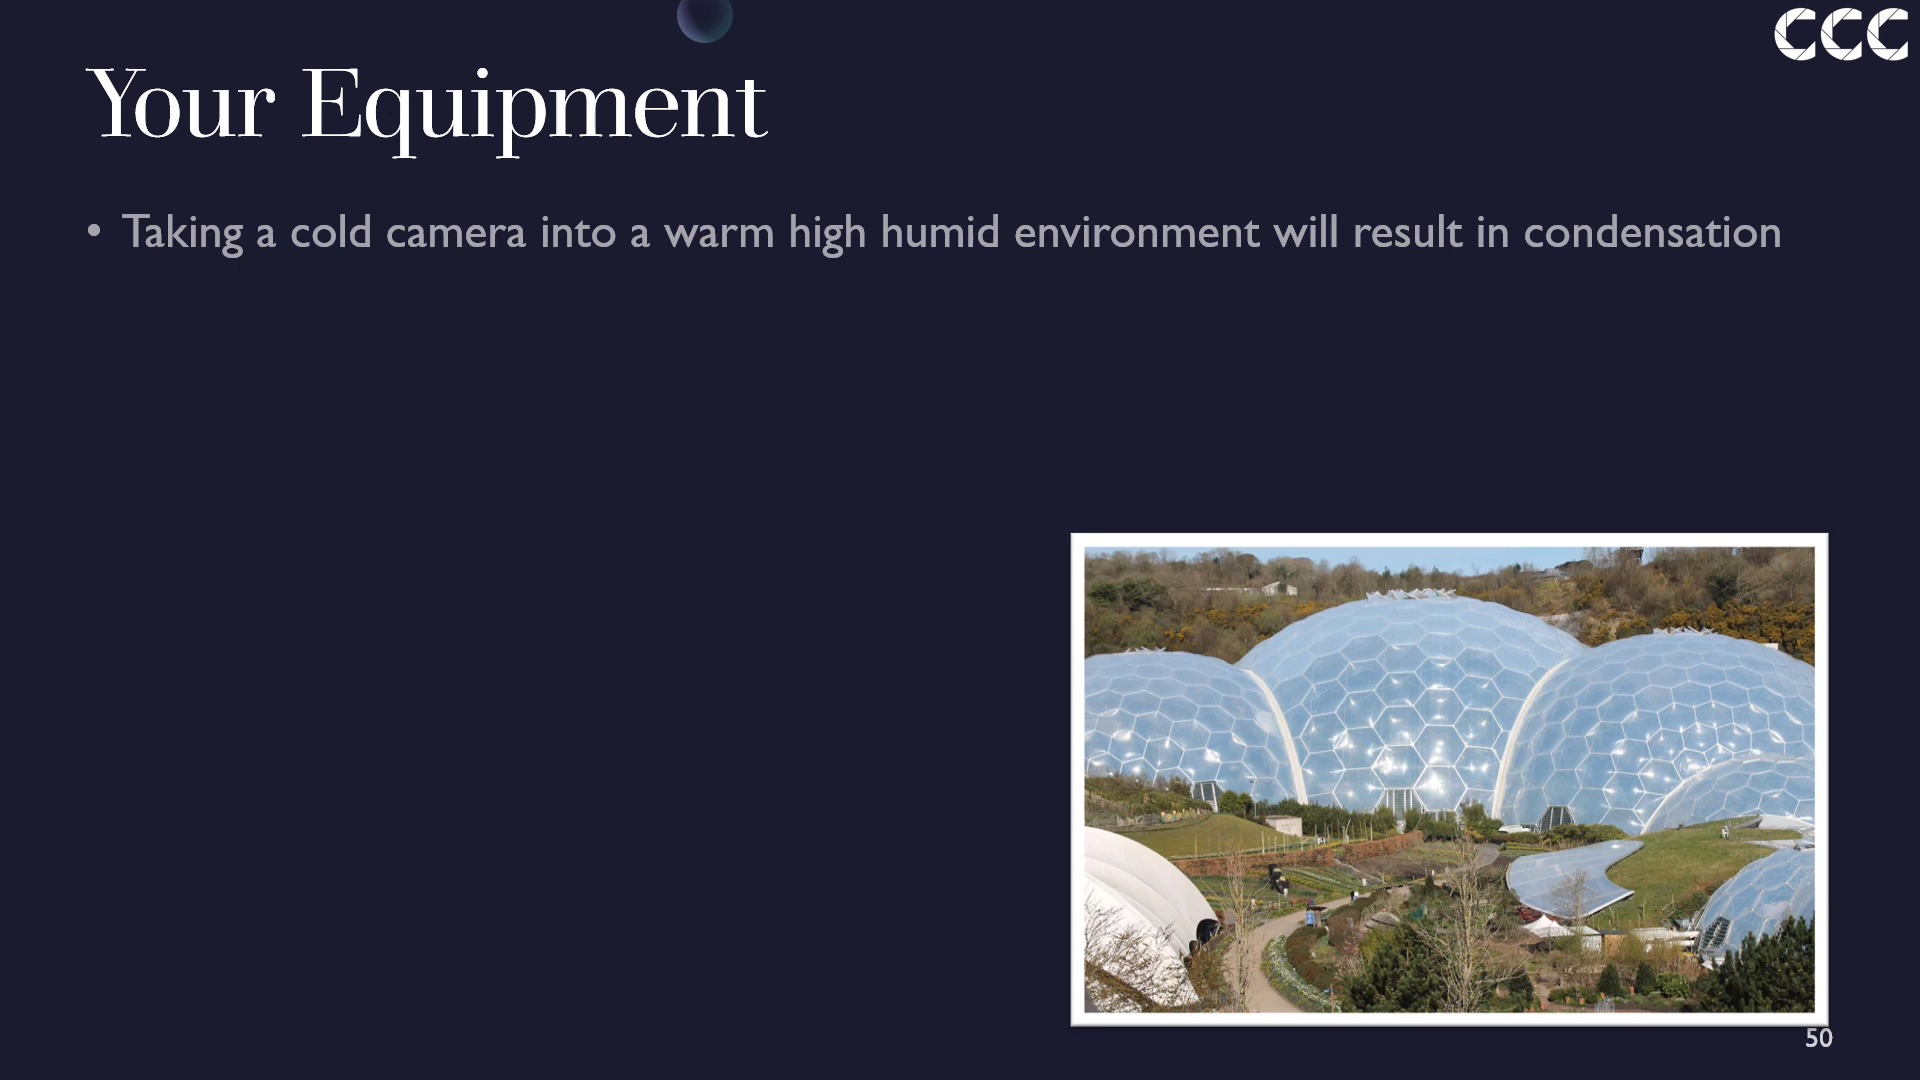 CCC
Your Equipment
• Taking a cold camera into a warm high humid environment will result in condensation
50